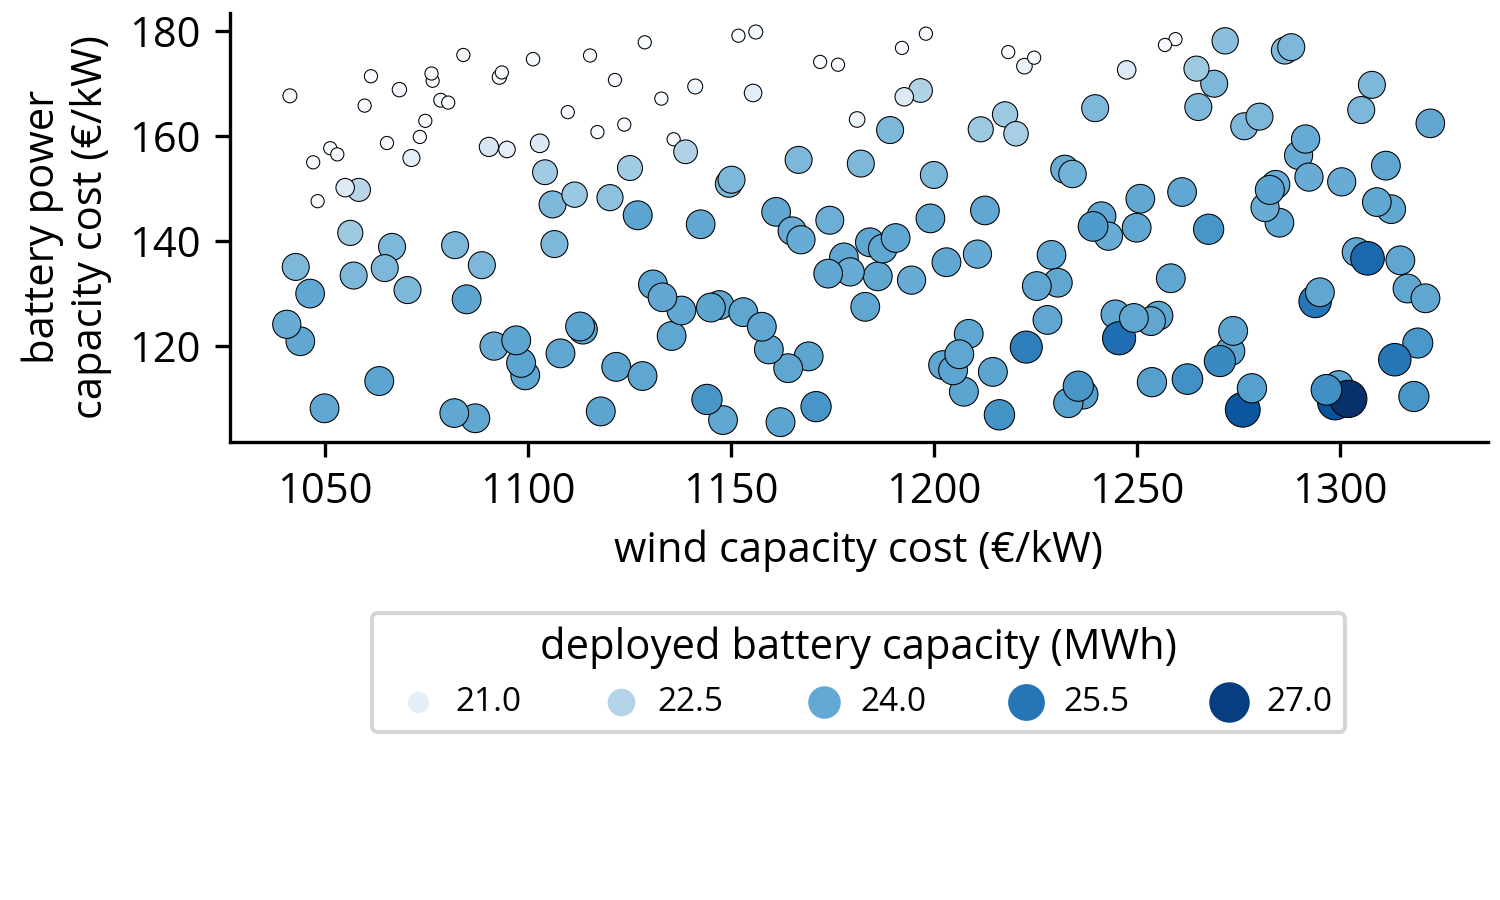 180
160
140
120
battery power
capacity cost (€/kW)
1050 1100 1150 1200 1250 1300
wind capacity cost (€/kW)
deployed battery capacity (MWh)
21.0 22.5 24.0 25.5 27.0